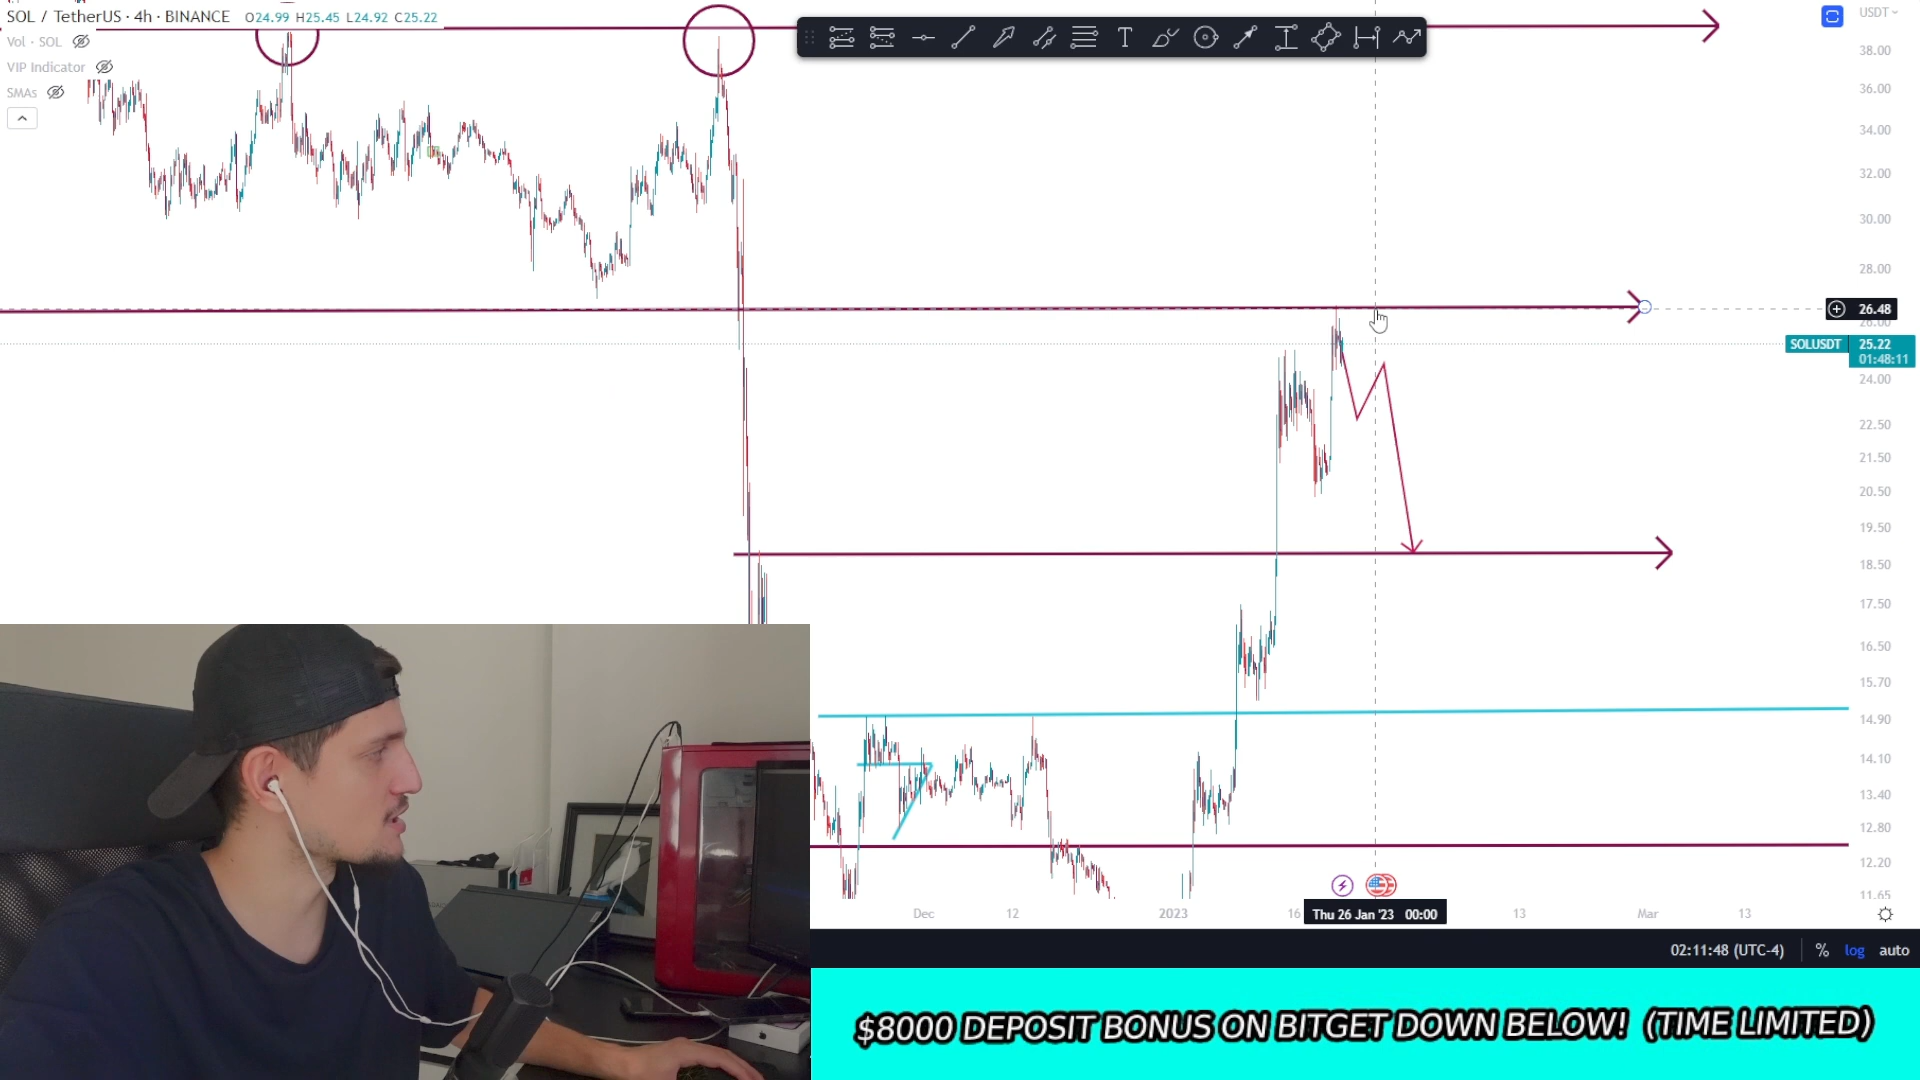 SOL / TetherUS · 4h · BINANCE O24.99 H25.45 L24.92 C25.22
Vol · SOL
VIP Indicator
SMAs
USDT
38.00
36.00
34.00
32.00
30.00
28.00
26.48
26.00
SOLUSDT 25.22
01:48:11
24.00
22.50
21.50
20.50
19.50
18.50
17.50
16.50
15.70
14.90
14.10
13.40
12.80
12.20
11.65
Dec 12 2023 16 Thu 26 Jan '23 00:00 13 Mar 13
02:11:48 (UTC-4) % log auto
$8000 DEPOSIT BONUS ON BITGET DOWN BELOW! (TIME LIMITED)